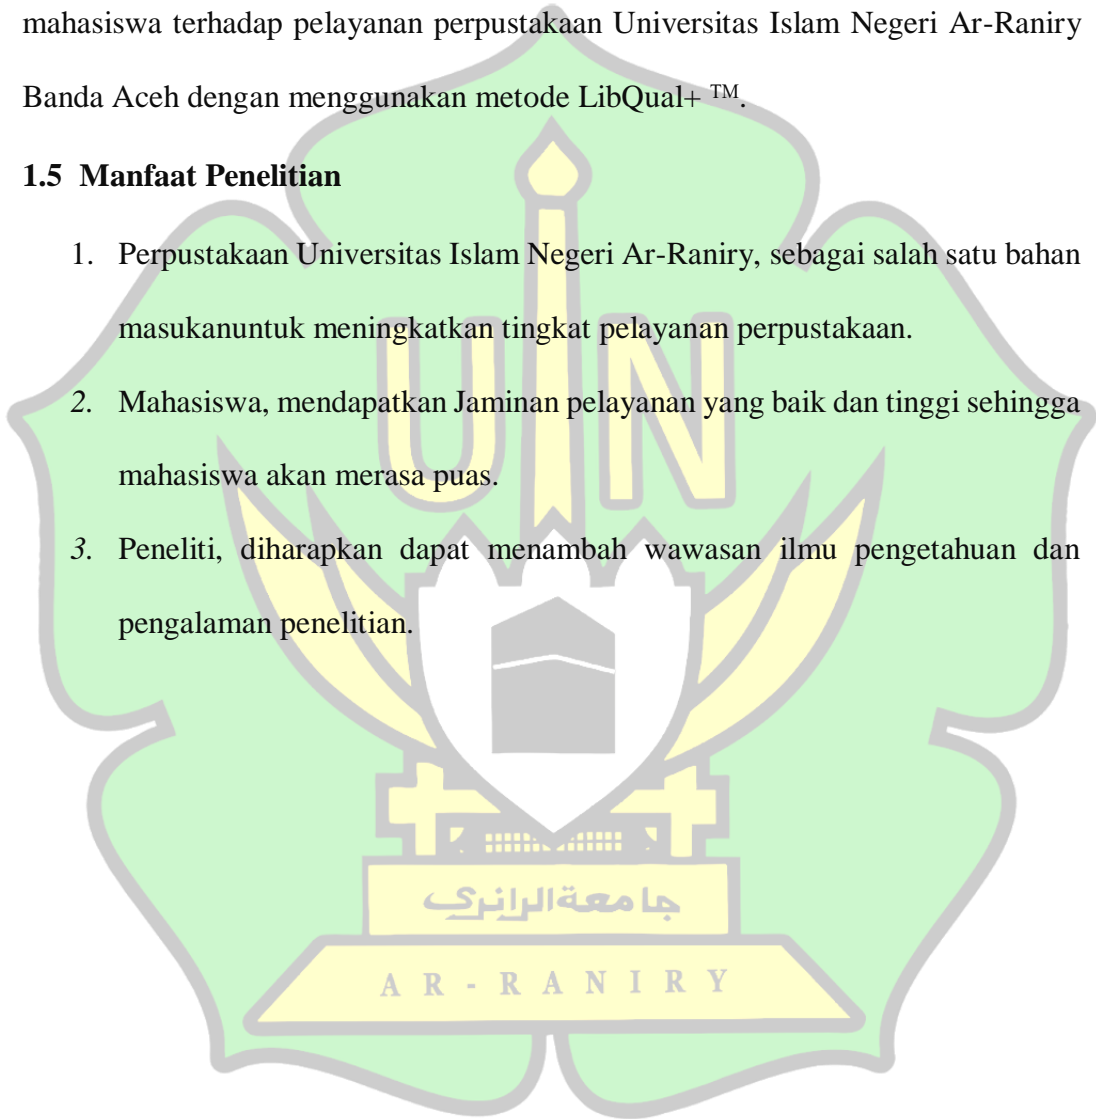 mahasiswa terhadap pelayanan perpustakaan Universitas Islam Negeri Ar-Raniry
Banda Aceh dengan menggunakan metode LibQual+ TM.
1.5 Manfaat Penelitian
1. Perpustakaan Universitas Islam Negeri Ar-Raniry, sebagai salah satu bahan
masukanuntuk meningkatkan tingkat pelayanan perpustakaan.
2. Mahasiswa, mendapatkan Jaminan pelayanan yang baik dan tinggi sehingga
mahasiswa akan merasa puas.
3. Peneliti, diharapkan dapat menambah wawasan ilmu pengetahuan dan
pengalaman penelitian.
UIN
جامعةالرانرك
AR-RANIRY